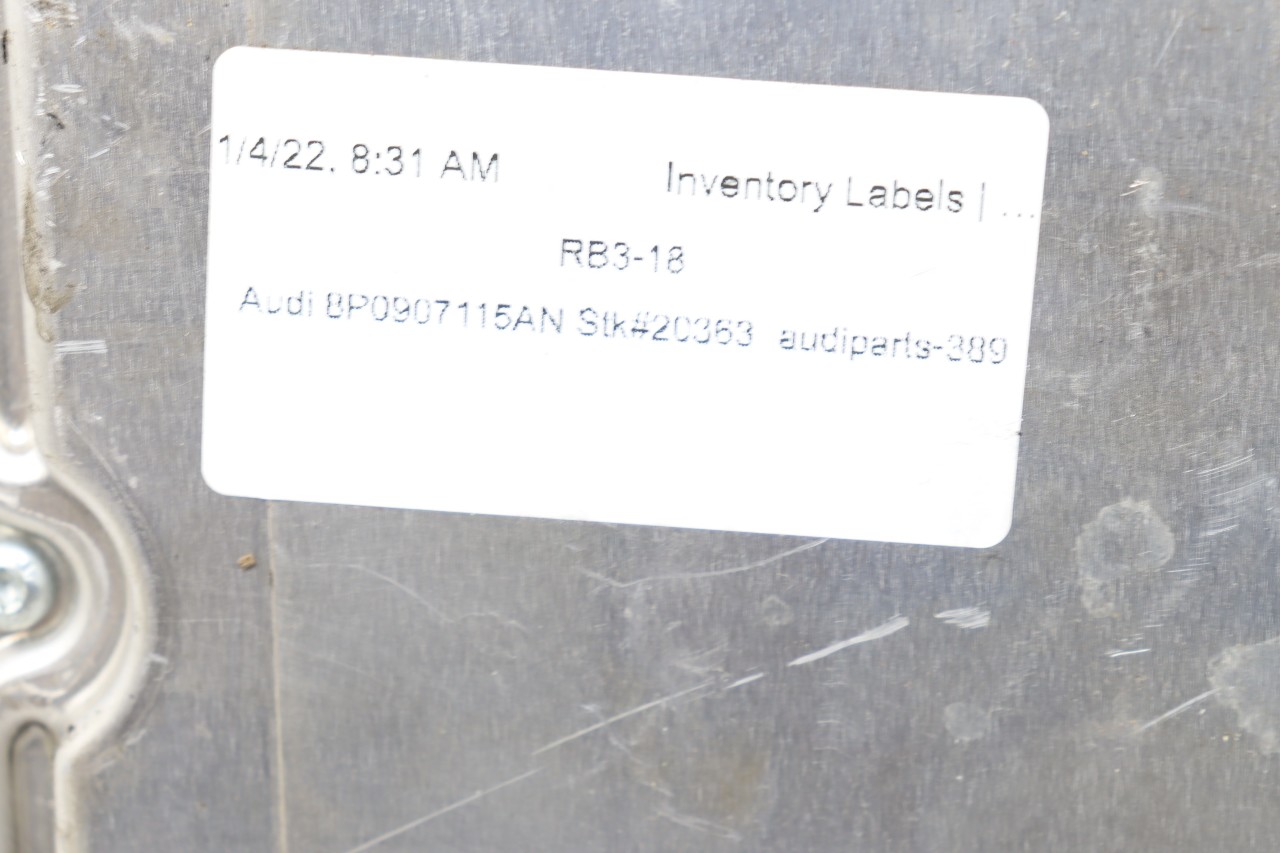 1/4/22, 8:31 AM Inventory Labels | ...
RB3-18
Audi 8P0907115AN Stk#20363 audiparts-389